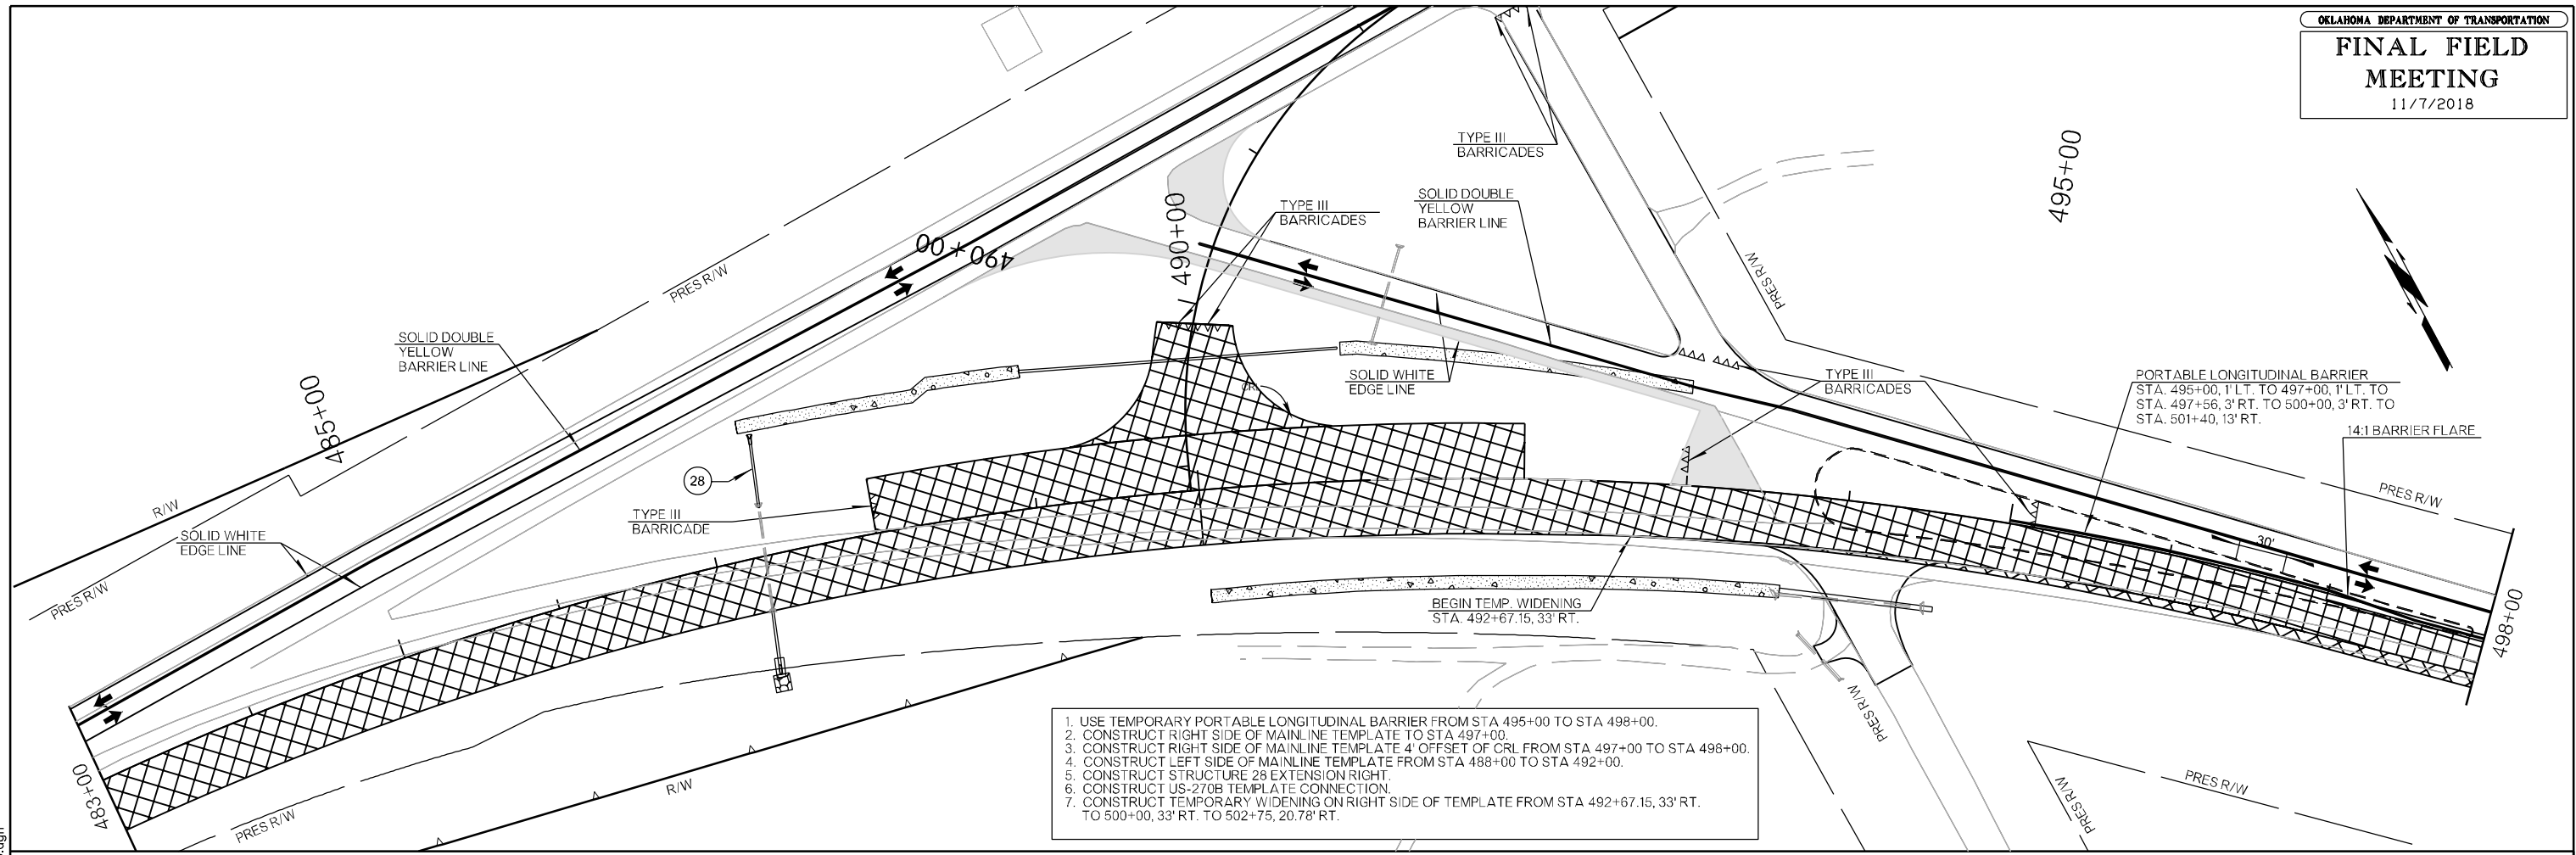 OKLAHOMA DEPARTMENT OF TRANSPORTATION
FINAL FIELD
MEETING
11/7/2018
TYPE III
BARRICADES
495+00
SOLID DOUBLE
YELLOW
BARRIER LINE
TYPE III
BARRICADES
490+00
490+00
PRES R/W
PRES R/W
SOLID DOUBLE
YELLOW
BARRIER LINE
485+00
SOLID WHITE
EDGE LINE
TYPE III
BARRICADES
PORTABLE LONGITUDINAL BARRIER
STA. 495+00, 1' LT. TO 497+00, 1' LT. TO
STA. 497+56, 3' RT. TO 500+00, 3' RT. TO
STA. 501+40, 13' RT.
14:1 BARRIER FLARE
28
PRES R/W
R/W
TYPE III
BARRICADE
SOLID WHITE
EDGE LINE
30'
PRES R/W
BEGIN TEMP. WIDENING
STA. 492+67.15, 33' RT.
498+00
PRES R/W
483+00
PRES R/W
R/W
1. USE TEMPORARY PORTABLE LONGITUDINAL BARRIER FROM STA 495+00 TO STA 498+00.
2. CONSTRUCT RIGHT SIDE OF MAINLINE TEMPLATE TO STA 497+00.
3. CONSTRUCT RIGHT SIDE OF MAINLINE TEMPLATE 4' OFFSET OF CRL FROM STA 497+00 TO STA 498+00.
4. CONSTRUCT LEFT SIDE OF MAINLINE TEMPLATE FROM STA 488+00 TO STA 492+00.
5. CONSTRUCT STRUCTURE 28 EXTENSION RIGHT.
6. CONSTRUCT US-270B TEMPLATE CONNECTION.
7. CONSTRUCT TEMPORARY WIDENING ON RIGHT SIDE OF TEMPLATE FROM STA 492+67.15, 33' RT.
TO 500+00, 33' RT. TO 502+75, 20.78' RT.
PRES R/W
PRES R/W